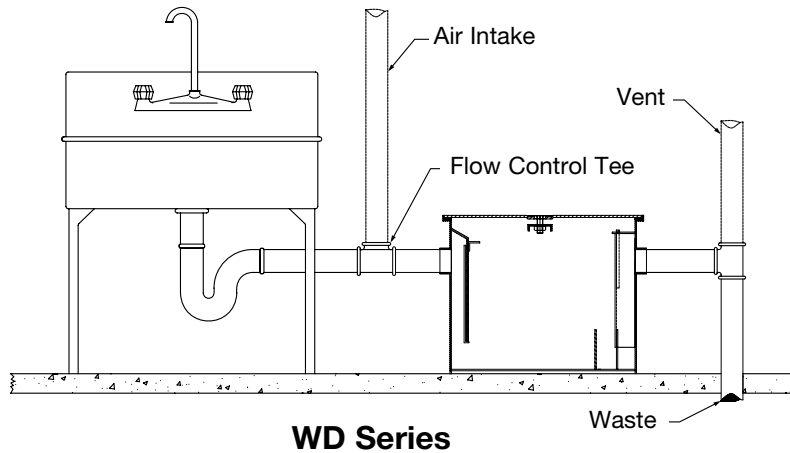 Air Intake
Vent
Flow Control Tee
Waste
WD Series